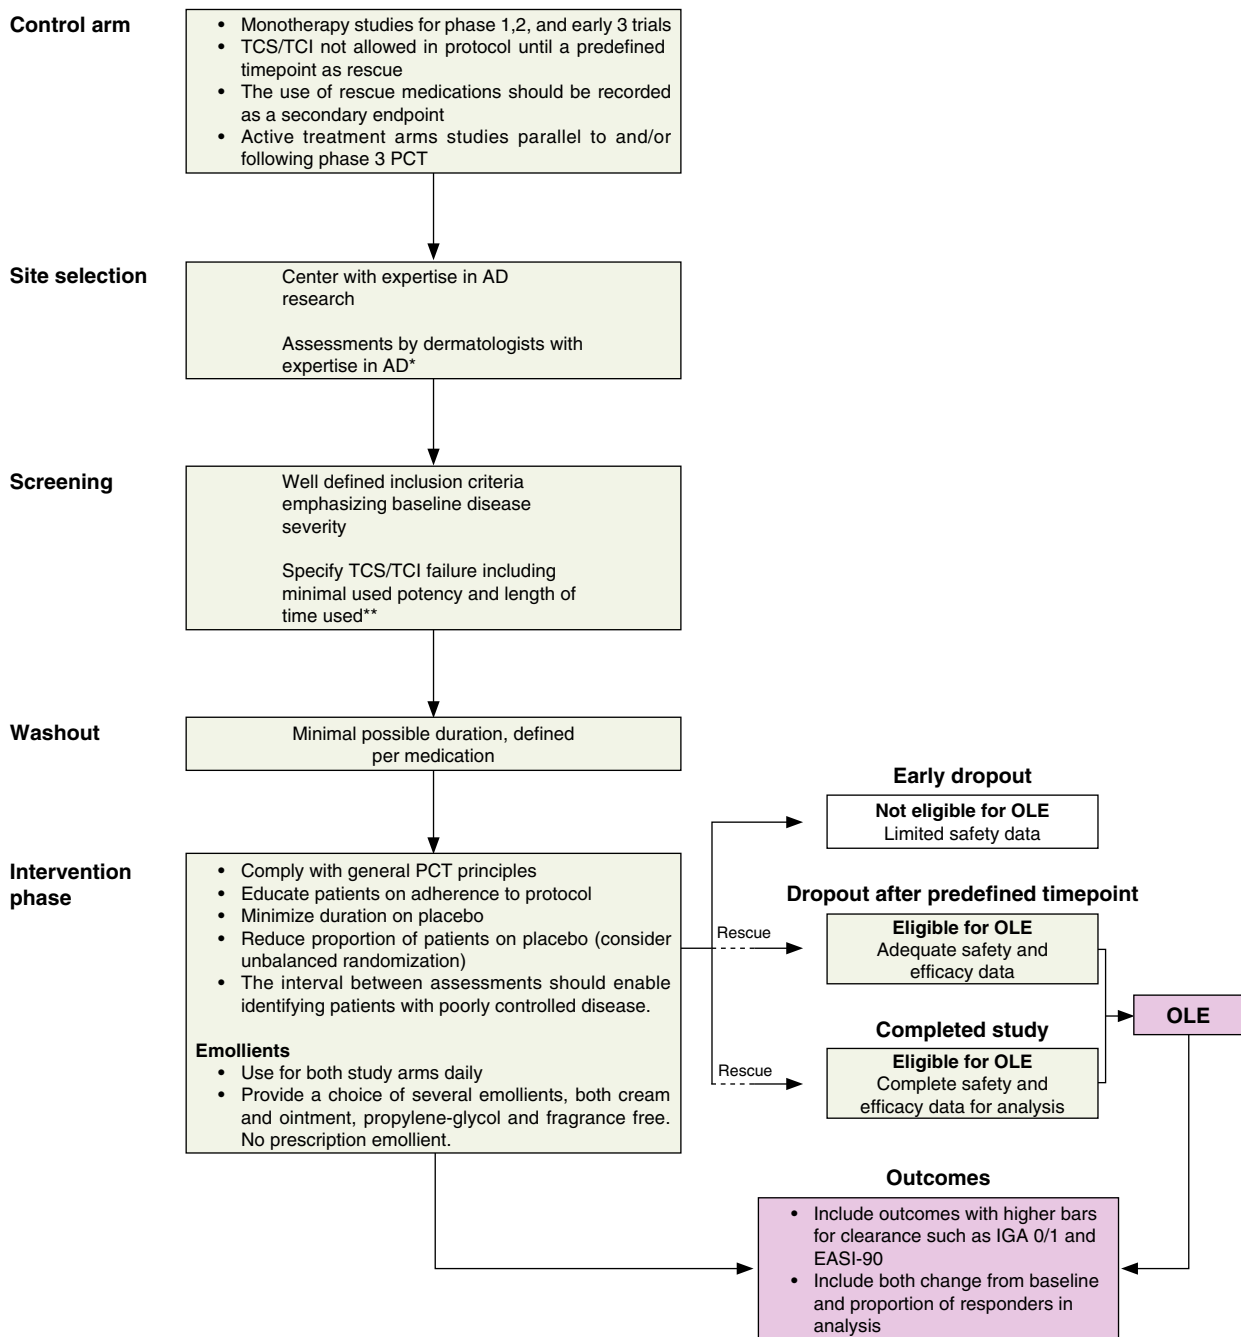 Control arm
• Monotherapy studies for phase 1,2, and early 3 trials
• TCS/TCI not allowed in protocol until a predefined
timepoint as rescue
• The use of rescue medications should be recorded
as a secondary endpoint
• Active treatment arms studies parallel to and/or
following phase 3 PCT
Site selection
Center with expertise in AD
research
Assessments by dermatologists with
expertise in AD*
Screening
Well defined inclusion criteria
emphasizing baseline disease
severity
Specify TCS/TCI failure including
minimal used potency and length of
time used**
Washout
Minimal possible duration, defined
per medication
Intervention
phase
• Comply with general PCT principles
• Educate patients on adherence to protocol
• Minimize duration on placebo
• Reduce proportion of patients on placebo (consider
unbalanced randomization)
• The interval between assessments should enable
identifying patients with poorly controlled disease.
Emollients
• Use for both study arms daily
• Provide a choice of several emollients, both cream
and ointment, propylene-glycol and fragrance free.
No prescription emollient.
Early dropout
Not eligible for OLE
Limited safety data
Dropout after predefined timepoint
Rescue
Eligible for OLE
Adequate safety and
efficacy data
Completed study
Rescue
Eligible for OLE
Complete safety and
efficacy data for analysis
OLE
Outcomes
• Include outcomes with higher bars
for clearance such as IGA 0/1 and
EASI-90
• Include both change from baseline
and proportion of responders in
analysis